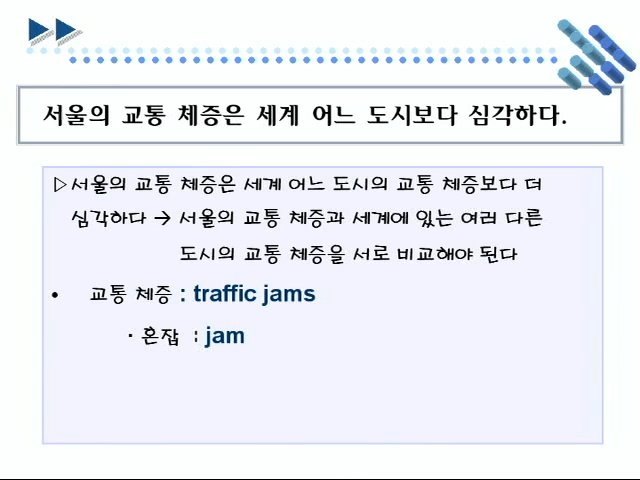 서울의 교통 체증은 세계 어느 도시보다 심각하다.
▷서울의 교통 체증은 세계 어느 도시의 교통 체증보다 더
심각하다 → 서울의 교통 체증과 세계에 있는 여러 다른
도시의 교통 체증을 서로 비교해야 된다
• 교통 체증 : traffic jams
· 혼잡 : jam